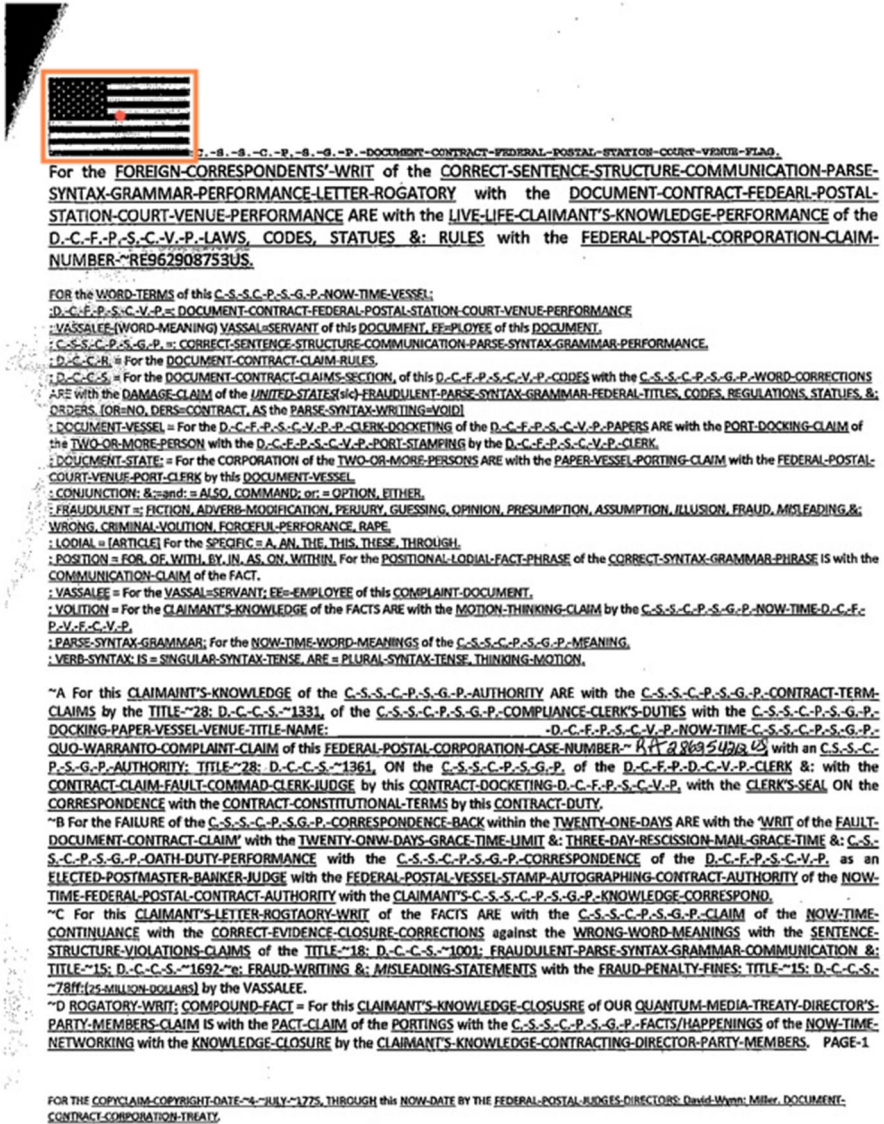 C.-S.-S.-C.-P.-S.-G.-P.-DOCUMENT-CONTRACT-FEDERAL-POSTAL-STATION-COURT-VENUE-FLAG.
For the FOREIGN-CORRESPONDENTS'-WRIT of the CORRECT-SENTENCE-STRUCTURE-COMMUNICATION-PARSE-
SYNTAX-GRAMMAR-PERFORMANCE-LETTER-ROGATORY with the DOCUMENT-CONTRACT-FEDEARL-POSTAL-
STATION-COURT-VENUE-PERFORMANCE ARE with the LIVE-LIFE-CLAIMANT'S-KNOWLEDGE-PERFORMANCE of the
D.-C.-F.-P.-S.-C.-V.-P.-LAWS, CODES, STATUES &: RULES with the FEDERAL-POSTAL-CORPORATION-CLAIM-
NUMBER-~RE962908753US.
FOR the WORD-TERMS of this C.-S.-S.C.-P.-S.-G.-P.-NOW-TIME-VESSEL:
:D.-C.-F.-P.-S.-C.-V.-P.=: DOCUMENT-CONTRACT-FEDERAL-POSTAL-STATION-COURT-VENUE-PERFORMANCE
: VASSALEE-(WORD-MEANING) VASSAL=SERVANT of this DOCUMENT, EE=PLOYEE of this DOCUMENT.
: C.-S.-S.-C.-P.-S.-G.-P. =: CORRECT-SENTENCE-STRUCTURE-COMMUNICATION-PARSE-SYNTAX-GRAMMAR-PERFORMANCE.
: D.-C.-C.-R. = For the DOCUMENT-CONTRACT-CLAIM-RULES.
: D.-C.-C.-S. = For the DOCUMENT-CONTRACT-CLAIMS-SECTION, of this D.-C.-F.-P.-S.-C.-V.-P.-CODES with the C.-S.-S.-C.-P.-S.-G.-P.-WORD-CORRECTIONS
ARE with the DAMAGE-CLAIM of the UNITED-STATES(sic)-FRAUDULENT-PARSE-SYNTAX-GRAMMAR-FEDERAL-TITLES, CODES, REGULATIONS, STATUES, &:
ORDERS. [OR=NO, DERS=CONTRACT, AS the PARSE-SYNTAX-WRITING=VOID]
: DOCUMENT-VESSEL = For the D.-C.-F.-P.-S.-C.-V.-P.-CLERK-DOCKETING of the D.-C.-F.-P.-S.-C.-V.-P.-PAPERS ARE with the PORT-DOCKING-CLAIM of
the TWO-OR-MORE-PERSON with the D.-C.-F.-P.-S.-C.-V.-P.-PORT-STAMPING by the D.-C.-F.-P.-S.-C.-V.-P.-CLERK.
: DOUCMENT-STATE: = For the CORPORATION of the TWO-OR-MORE-PERSONS ARE with the PAPER-VESSEL-PORTING-CLAIM with the FEDERAL-POSTAL-
COURT-VENUE-PORT-CLERK by this DOCUMENT-VESSEL.
: CONJUNCTION: &:=and: = ALSO, COMMAND; or: = OPTION, EITHER.
: FRAUDULENT =: FICTION, ADVERB-MODIFICATION, PERJURY, GUESSING, OPINION, PRESUMPTION, ASSUMPTION, ILLUSION, FRAUD, MISLEADING,&:
WRONG, CRIMINAL-VOLITION, FORCEFUL-PERFORANCE, RAPE.
: LODIAL = [ARTICLE] For the SPECIFIC = A, AN, THE, THIS, THESE, THROUGH.
: POSITION = FOR, OF, WITH, BY, IN, AS, ON, WITHIN. For the POSITIONAL-LODIAL-FACT-PHRASE of the CORRECT-SYNTAX-GRAMMAR-PHRASE IS with the
COMMUNICATION-CLAIM of the FACT.
: VASSALEE = For the VASSAL=SERVANT; EE=-EMPLOYEE of this COMPLAINT-DOCUMENT.
: VOLITION = For the CLAIMANT'S-KNOWLEDGE of the FACTS ARE with the MOTION-THINKING-CLAIM by the C.-S.-S.-C.-P.-S.-G.-P.-NOW-TIME-D.-C.-F.-
P.-V.-F.-C.-V.-P.
: PARSE-SYNTAX-GRAMMAR: For the NOW-TIME-WORD-MEANINGS of the C.-S.-S.-C.-P.-S.-G.-P.-MEANING.
: VERB-SYNTAX: IS = SINGULAR-SYNTAX-TENSE, ARE = PLURAL-SYNTAX-TENSE, THINKING-MOTION.
~A For this CLAIMAINT'S-KNOWLEDGE of the C.-S.-S.-C.-P.-S.-G.-P.-AUTHORITY ARE with the C.-S.-S.-C.-P.-S.-G.-P.-CONTRACT-TERM-
CLAIMS by the TITLE-~28: D.-C.-C.-S.-~1331, of the C.-S.-S.-C.-P.-S.-G.-P.-COMPLIANCE-CLERK'S-DUTIES with the C.-S.-S.-C.-P.-S.-G.-P.-
DOCKING-PAPER-VESSEL-VENUE-TITLE-NAME: -D.-C.-F.-P.-S.-C.-V.-P.-NOW-TIME-C.-S.-S.-C.-P.-S.-G.-P.-
QUO-WARRANTO-COMPLAINT-CLAIM of this FEDERAL-POSTAL-CORPORATION-CASE-NUMBER-~ with an C.S.-S.-C.-
P.-S.-G.-P.-AUTHORITY: TITLE-~28: D.-C.-C.-S.-~1361, ON the C.-S.-S.-C.-P.-S.-G.-P. of the D.-C.-F.-P.-D.-C.-V.-P.-CLERK &: with the
CONTRACT-CLAIM-FAULT-COMMAD-CLERK-JUDGE by this CONTRACT-DOCKETING-D.-C.-F.-P.-S.-C.-V.-P, with the CLERK'S-SEAL ON the
CORRESPONDENCE with the CONTRACT-CONSTITUTIONAL-TERMS by this CONTRACT-DUTY.
~B For the FAILURE of the C.-S.-S.-C.-P.-S.G.-P.-CORRESPONDENCE-BACK within the TWENTY-ONE-DAYS ARE with the 'WRIT of the FAULT-
DOCUMENT-CONTRACT-CLAIM' with the TWENTY-ONW-DAYS-GRACE-TIME-LIMIT &: THREE-DAY-RESCISSION-MAIL-GRACE-TIME &: C.-S.-
S.-C.-P.-S.-G.-P.-OATH-DUTY-PERFORMANCE with the C.-S.-S.-C.-P.-S.-G.-P.-CORRESPONDENCE of the D.-C.-F.-P.-S.-C.-V.-P. as an
ELECTED-POSTMASTER-BANKER-JUDGE with the FEDERAL-POSTAL-VESSEL-STAMP-AUTOGRAPHING-CONTRACT-AUTHORITY of the NOW-
TIME-FEDERAL-POSTAL-CONTRACT-AUTHORITY with the CLAIMANT'S-C.-S.-S.-C.-P.-S.-G.-P.-KNOWLEDGE-CORRESPOND.
~C For this CLAIMANT'S-LETTER-ROGTAORY-WRIT of the FACTS ARE with the C.-S.-S.-C.-P.-S.-G.-P.-CLAIM of the NOW-TIME-
CONTINUANCE with the CORRECT-EVIDENCE-CLOSURE-CORRECTIONS against the WRONG-WORD-MEANINGS with the SENTENCE-
STRUCTURE-VIOLATIONS-CLAIMS of the TITLE-~18: D.-C.-C.-S.-~1001: FRAUDULENT-PARSE-SYNTAX-GRAMMAR-COMMUNICATION &:
TITLE-~15: D.-C.-C.-S.-~1692-~e: FRAUD-WRITING &: MISLEADING-STATEMENTS with the FRAUD-PENALTY-FINES: TITLE-~15: D.-C.-C.-S.-
~78ff:(25-MILLION-DOLLARS) by the VASSALEE.
~D ROGATORY-WRIT: COMPOUND-FACT = For this CLAIMANT'S-KNOWLEDGE-CLOSUSRE of OUR QUANTUM-MEDIA-TREATY-DIRECTOR'S-
PARTY-MEMBERS-CLAIM IS with the PACT-CLAIM of the PORTINGS with the C.-S.-S.-C.-P.-S.-G.-P.-FACTS/HAPPENINGS of the NOW-TIME-
NETWORKING with the KNOWLEDGE-CLOSURE by the CLAIMANT'S-KNOWLEDGE-CONTRACTING-DIRECTOR-PARTY-MEMBERS. PAGE-1
FOR THE COPYCLAIM-COPYRIGHT-DATE-~4-~JULY-~1775, THROUGH this NOW-DATE BY THE FEDERAL-POSTAL-JUDGES-DIRECTORS: David-Wynn: Miller. DOCUMENT-
CONTRACT-CORPORATION-TREATY.